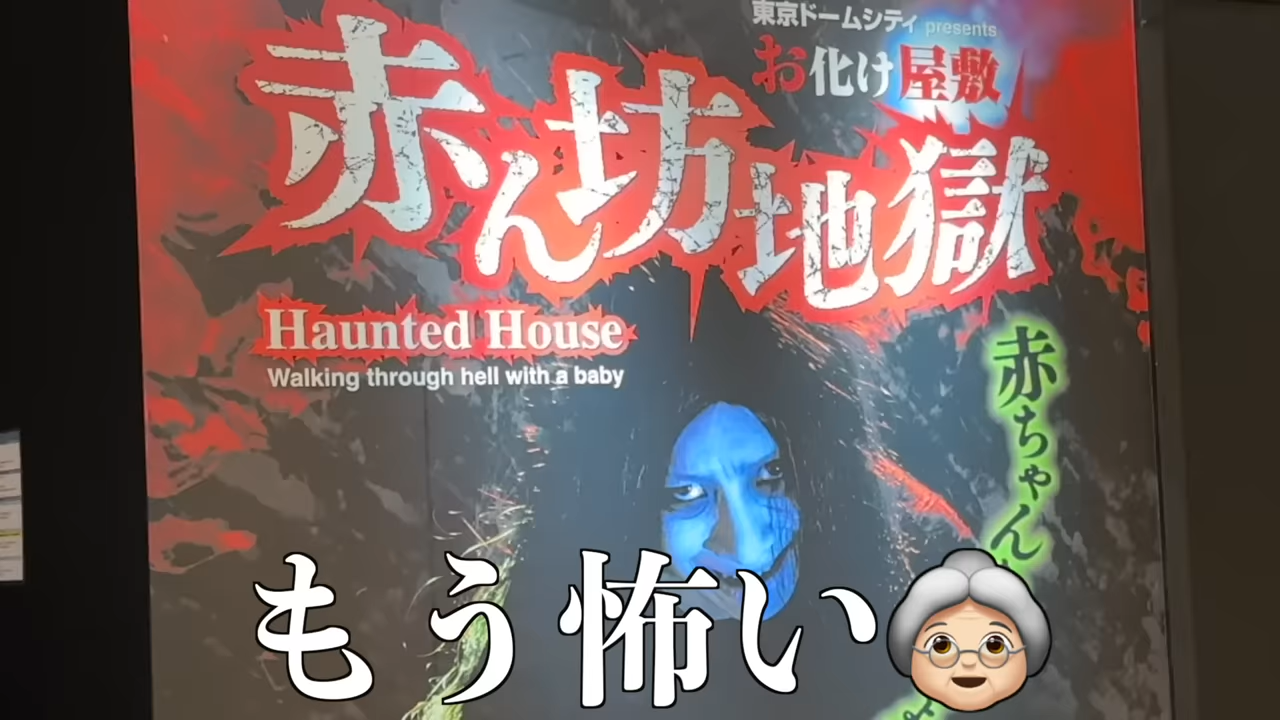 東京ドームシティ presents
お化け屋敷
赤ん坊地獄
Haunted House
Walking through hell with a baby
赤ちゃん
もう怖い